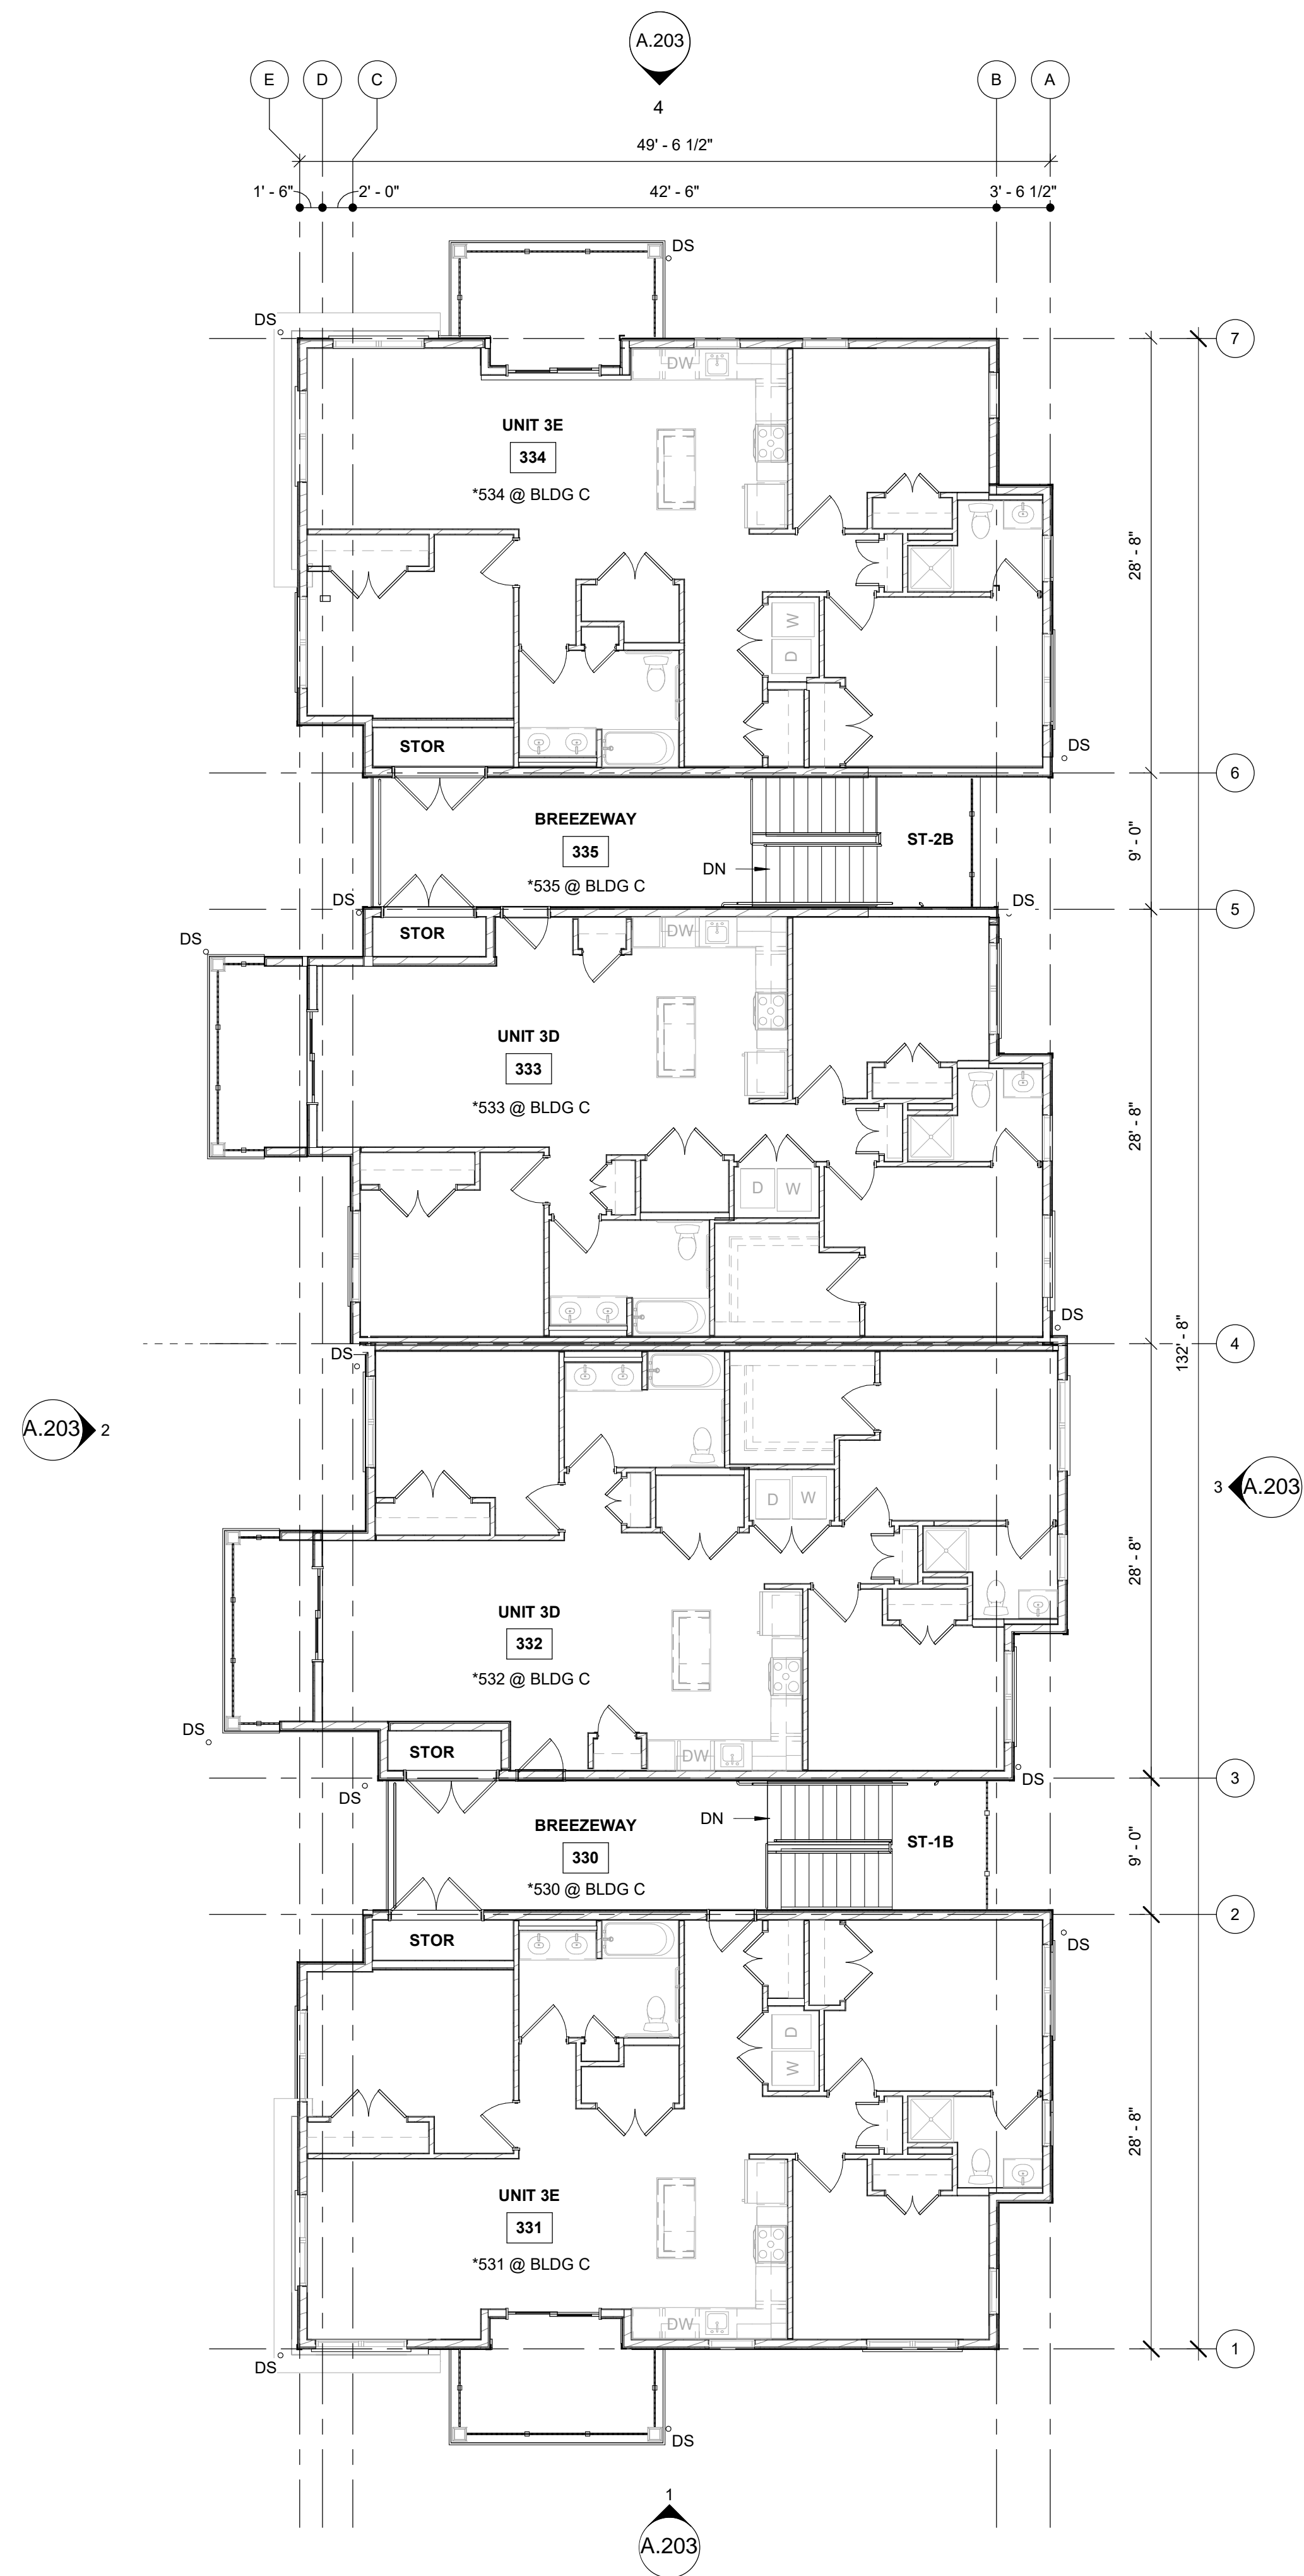 A.203
4
E
D
C
B
A
49' - 6 1/2"
1' - 6"
2' - 0"
42' - 6"
3' - 6 1/2"
DS
DS
7
DW
UNIT 3E
334
*534 @ BLDG C
28' - 8"
W
D
STOR
DS
6
BREEZEWAY
335
*535 @ BLDG C
ST-2B
DN
9' - 0"
DS
DS
5
STOR
DW
DS
UNIT 3D
333
*533 @ BLDG C
28' - 8"
D
W
DS
4
132' - 8"
DS
A.203
2
3
A.203
D
W
28' - 8"
UNIT 3D
332
*532 @ BLDG C
DS
STOR
DW
DS
DS
3
BREEZEWAY
330
*530 @ BLDG C
DN
ST-1B
9' - 0"
2
STOR
DS
D
W
28' - 8"
UNIT 3E
331
*531 @ BLDG C
DW
1
DS
DS
1
A.203